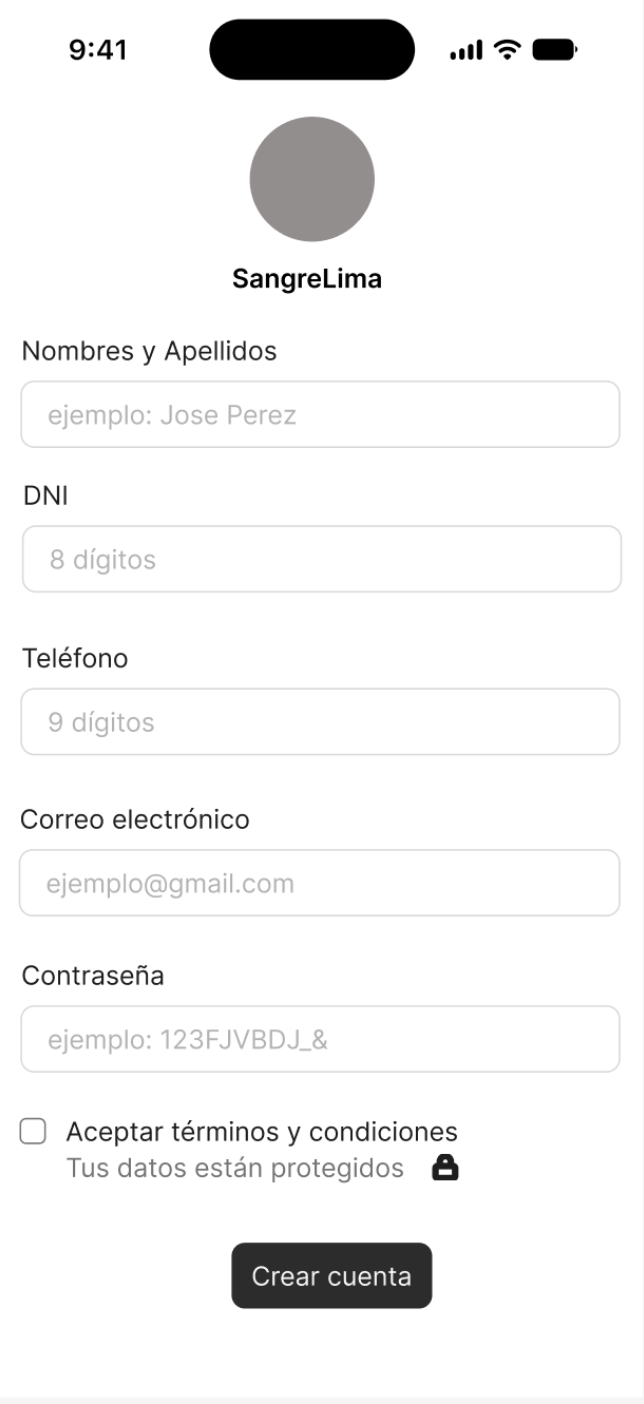 9:41
SangreLima
Nombres y Apellidos
ejemplo: Jose Perez
DNI
8 dígitos
Teléfono
9 dígitos
Correo electrónico
ejemplo@gmail.com
Contraseña
ejemplo: 123FJVBDJ_&
Aceptar términos y condiciones
Tus datos están protegidos
Crear cuenta